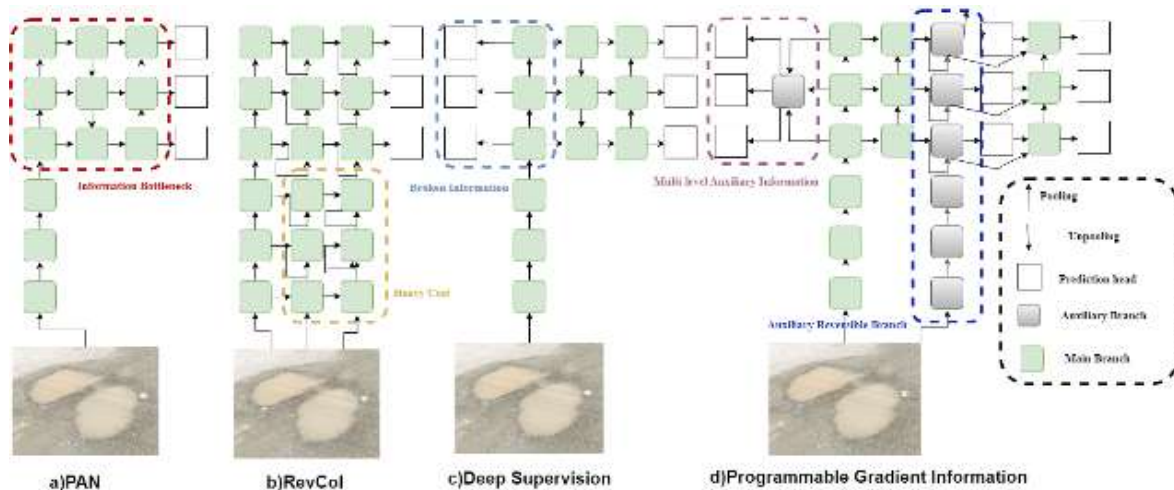 Information Bottleneck
Heavy Cost
Broken Information
Multi level Auxiliary Information
Auxiliary Reversible Branch
Pooling
Unpooling
Prediction head
Auxiliary Branch
Main Branch
a)PAN
b)RevCol
c)Deep Supervision
d)Programmable Gradient Information